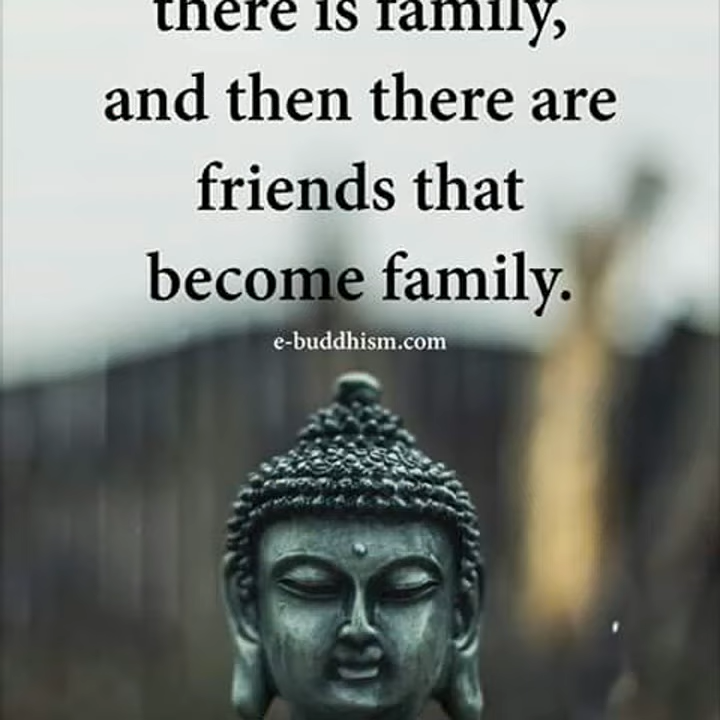 there is family,
and then there are
friends that
become family.
e-buddhism.com